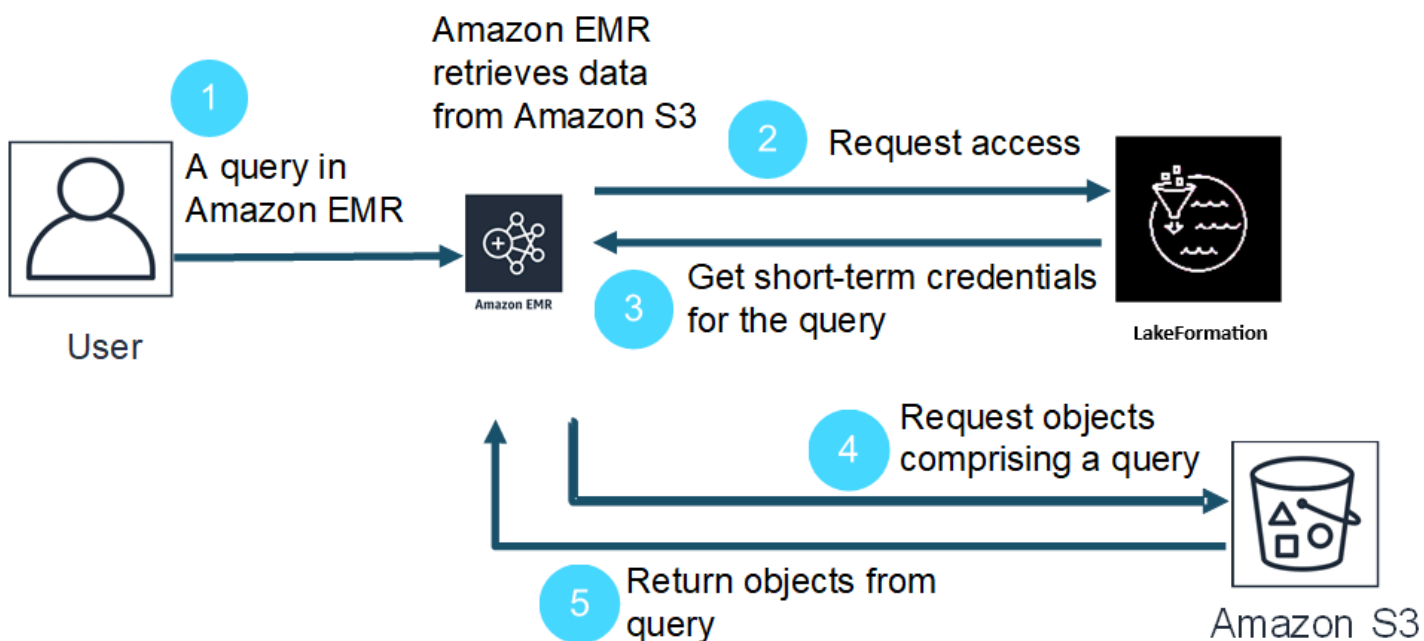 Amazon EMR
retrieves data
from Amazon S3
1
A query in
Amazon EMR
User
Amazon EMR
2
Request access
3
Get short-term credentials
for the query
LakeFormation
4
Request objects
comprising a query
5
Return objects from
query
Amazon S3